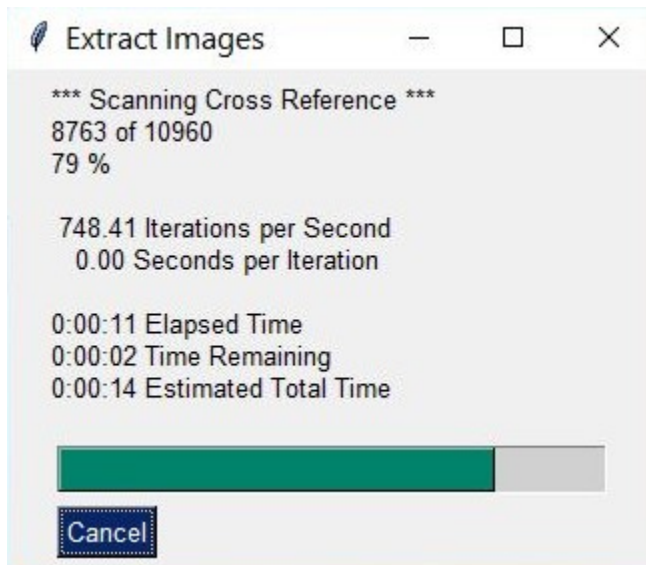 Extract Images
*** Scanning Cross Reference ***
8763 of 10960
79 %
748.41 Iterations per Second
0.00 Seconds per Iteration
0:00:11 Elapsed Time
0:00:02 Time Remaining
0:00:14 Estimated Total Time
Cancel